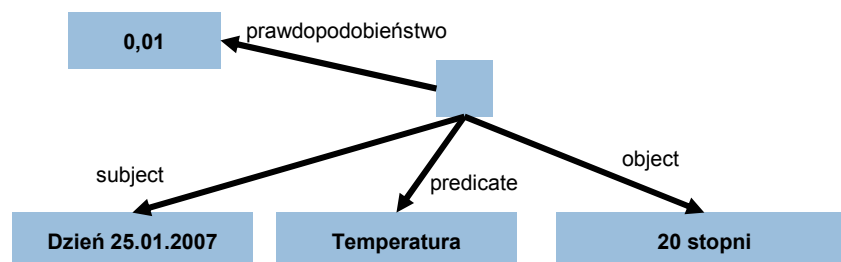 0,01
prawdopodobieństwo
subject
predicate
object
Dzień 25.01.2007
Temperatura
20 stopni